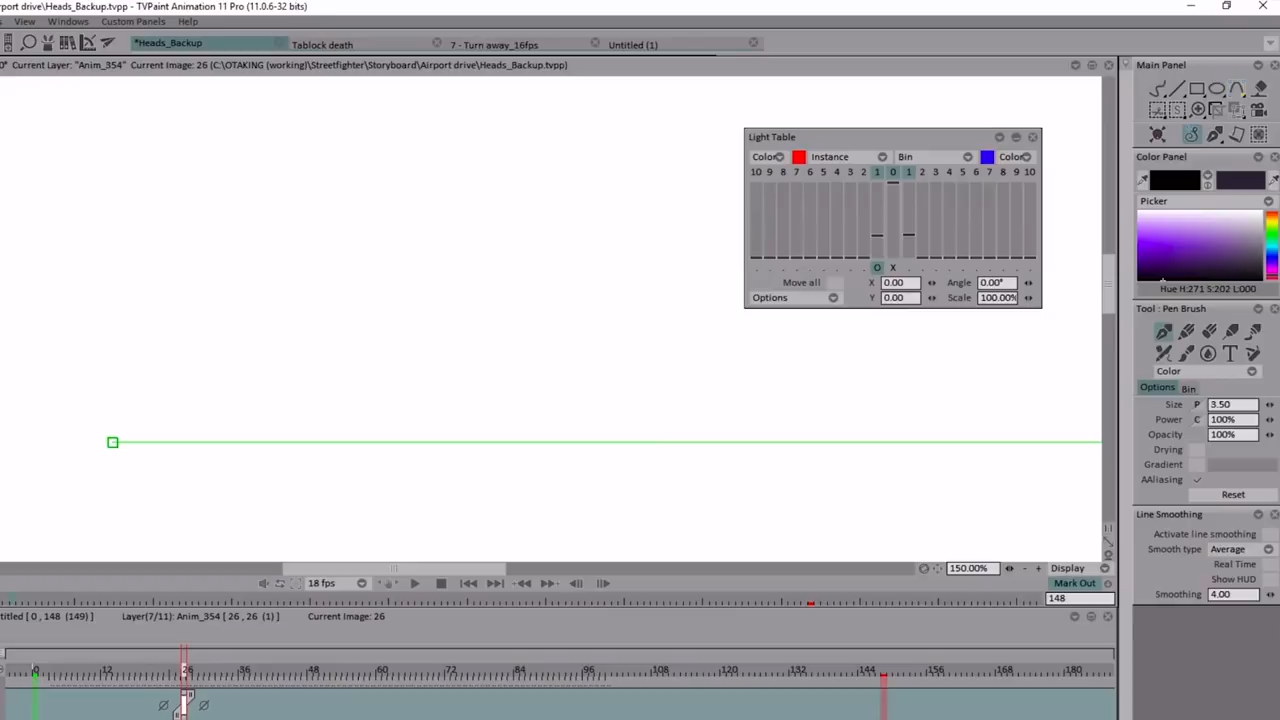 rport drive\Heads_Backup.tvpp - TVPaint Animation 11 Pro (11.0.6-32 bits)
s View Windows Custom Panels Help
*Heads_Backup Tablock death 7 - Turn away_16fps Untitled (1)
0° Current Layer: "Anim_354" Current Image: 26 (C:\OTAKING (working)\Streetfighter\Storyboard\Airport drive\Heads_Backup.tvpp)
Main Panel
Light Table
Color Instance Bin Color
10 9 8 7 6 5 4 3 2 1 0 1 2 3 4 5 6 7 8 9 10
O X
Move all X 0.00 Angle 0.00°
Options Y 0.00 Scale 100.00%
Color Panel
Picker
Hue H:271 S:202 L:000
Tool : Pen Brush
T
Color
Options Bin
Size P 3.50
Power C 100%
Opacity 100%
Drying
Gradient
AAliasing
Reset
Line Smoothing
Activate line smoothing
Smooth type Average
Real Time
Show HUD
Smoothing 4.00
150.00% - + Display
18 fps Mark Out
148
ntitled [ 0 , 148 (149) ] Layer(7/11): Anim_354 [ 26 , 26 (1) ] Current Image: 26
0 12 26 36 48 60 72 84 96 108 120 132 144 156 168 180